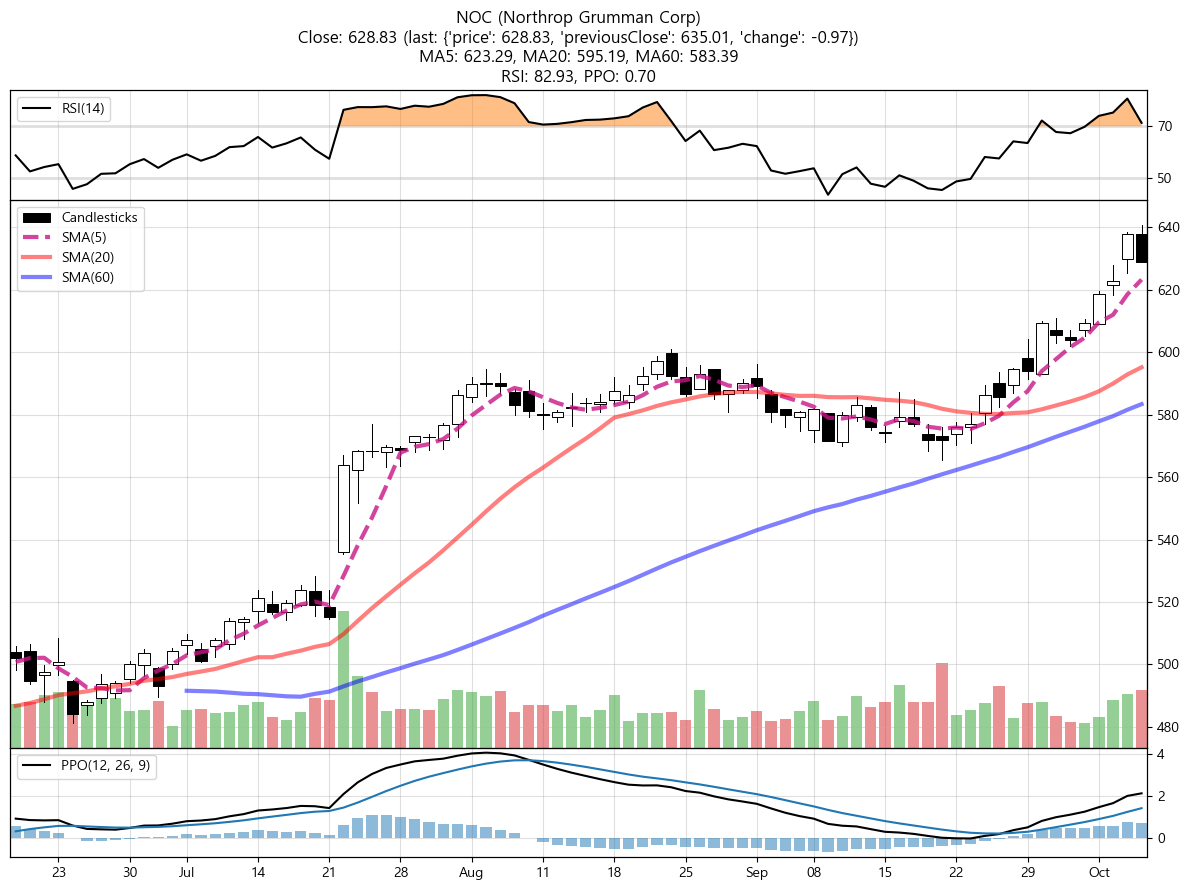 NOC (Northrop Grumman Corp)
Close: 628.83 (last: {'price': 628.83, 'previousClose': 635.01, 'change': -0.97})
MA5: 623.29, MA20: 595.19, MA60: 583.39
RSI: 82.93, PPO: 0.70
RSI(14)
70
50
Candlesticks
SMA(5)
SMA(20)
SMA(60)
640
620
600
580
560
540
520
500
480
PPO(12, 26, 9)
4
2
0
23 30 Jul 14 21 28 Aug 11 18 25 Sep 08 15 22 29 Oct